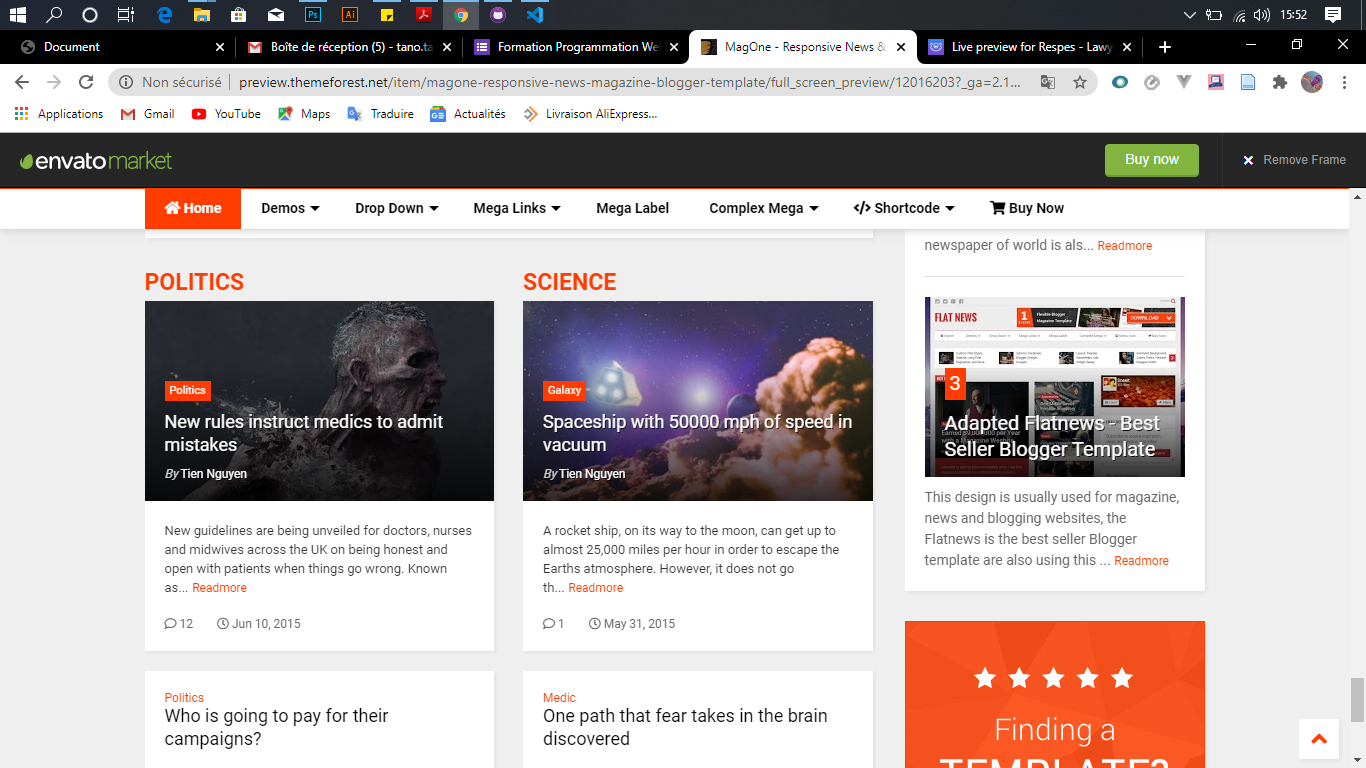 15:52
Document
Boîte de réception (5) - tano.ta
Formation Programmation Wel
MagOne - Responsive News &
Live preview for Respes - Lawy
Non sécurisé
preview.themeforest.net/item/magone-responsive-news-magazine-blogger-template/full_screen_preview/12016203?_ga=2.1...
Applications
Gmail
YouTube
Maps
Traduire
Actualités
Livraison AliExpress...
envatomarket
Buy now
Remove Frame
Home
Demos
Drop Down
Mega Links
Mega Label
Complex Mega
Shortcode
Buy Now
POLITICS
Politics
New rules instruct medics to admit
mistakes
By Tien Nguyen
New guidelines are being unveiled for doctors, nurses
and midwives across the UK on being honest and
open with patients when things go wrong. Known
as... Readmore
12 Jun 10, 2015
Politics
Who is going to pay for their
campaigns?
SCIENCE
Galaxy
Spaceship with 50000 mph of speed in
vacuum
By Tien Nguyen
A rocket ship, on its way to the moon, can get up to
almost 25,000 miles per hour in order to escape the
Earths atmosphere. However, it does not go
th... Readmore
1 May 31, 2015
Medic
One path that fear takes in the brain
discovered
newspaper of world is als... Readmore
FLAT NEWS
DOWNLOAD
3
Adapted Flatnews - Best
Seller Blogger Template
This design is usually used for magazine,
news and blogging websites, the
Flatnews is the best seller Blogger
template are also using this ... Readmore
Finding a
TEMPLATE?